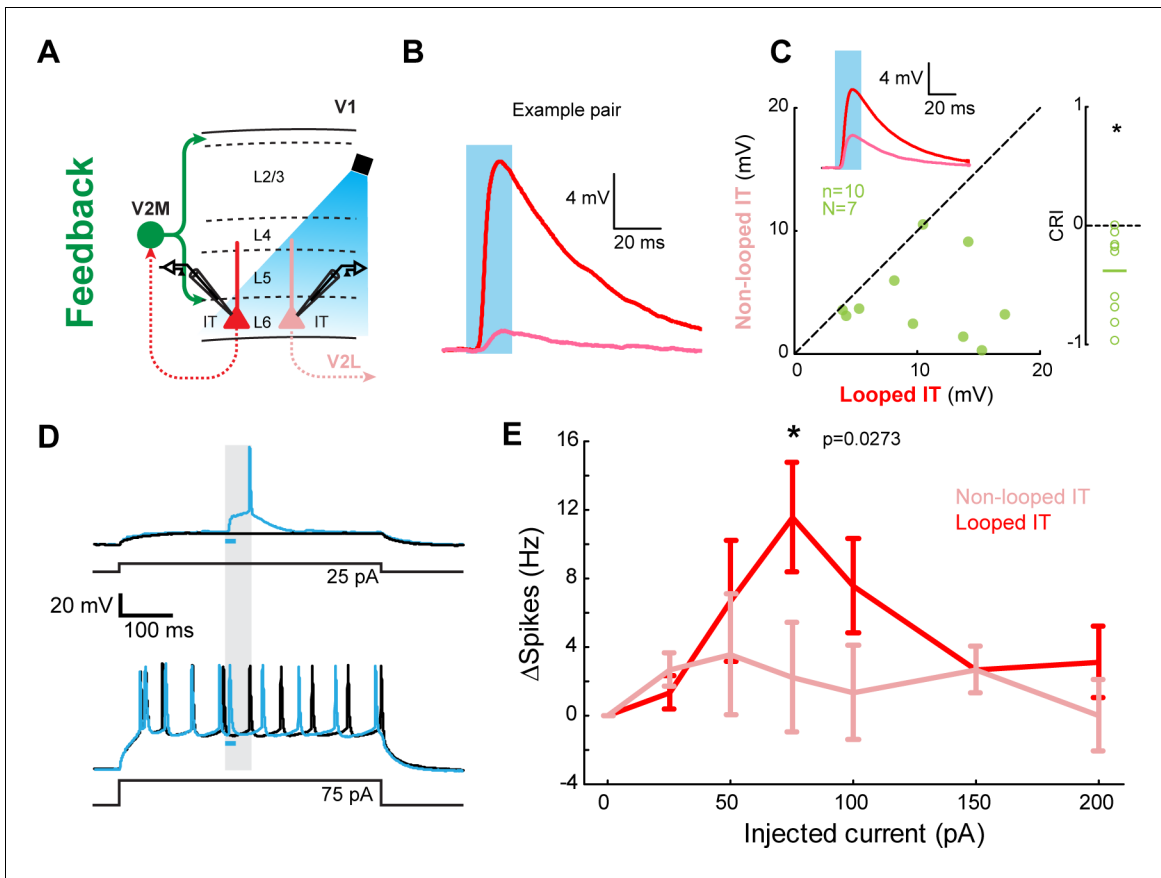 A
Feedback
V1
V2M
L2/3
L4
L5
IT
L6
IT
V2L
B
Example pair
4 mV
20 ms
C
4 mV
20 ms
n=10
N=7
Non-looped IT (mV)
20
10
0
0
10
20
Looped IT (mV)
CRI
1
0
-1
*
D
25 pA
20 mV
100 ms
75 pA
E
* p=0.0273
Non-looped IT
Looped IT
ΔSpikes (Hz)
16
12
8
4
0
-4
0 50 100 150 200
Injected current (pA)